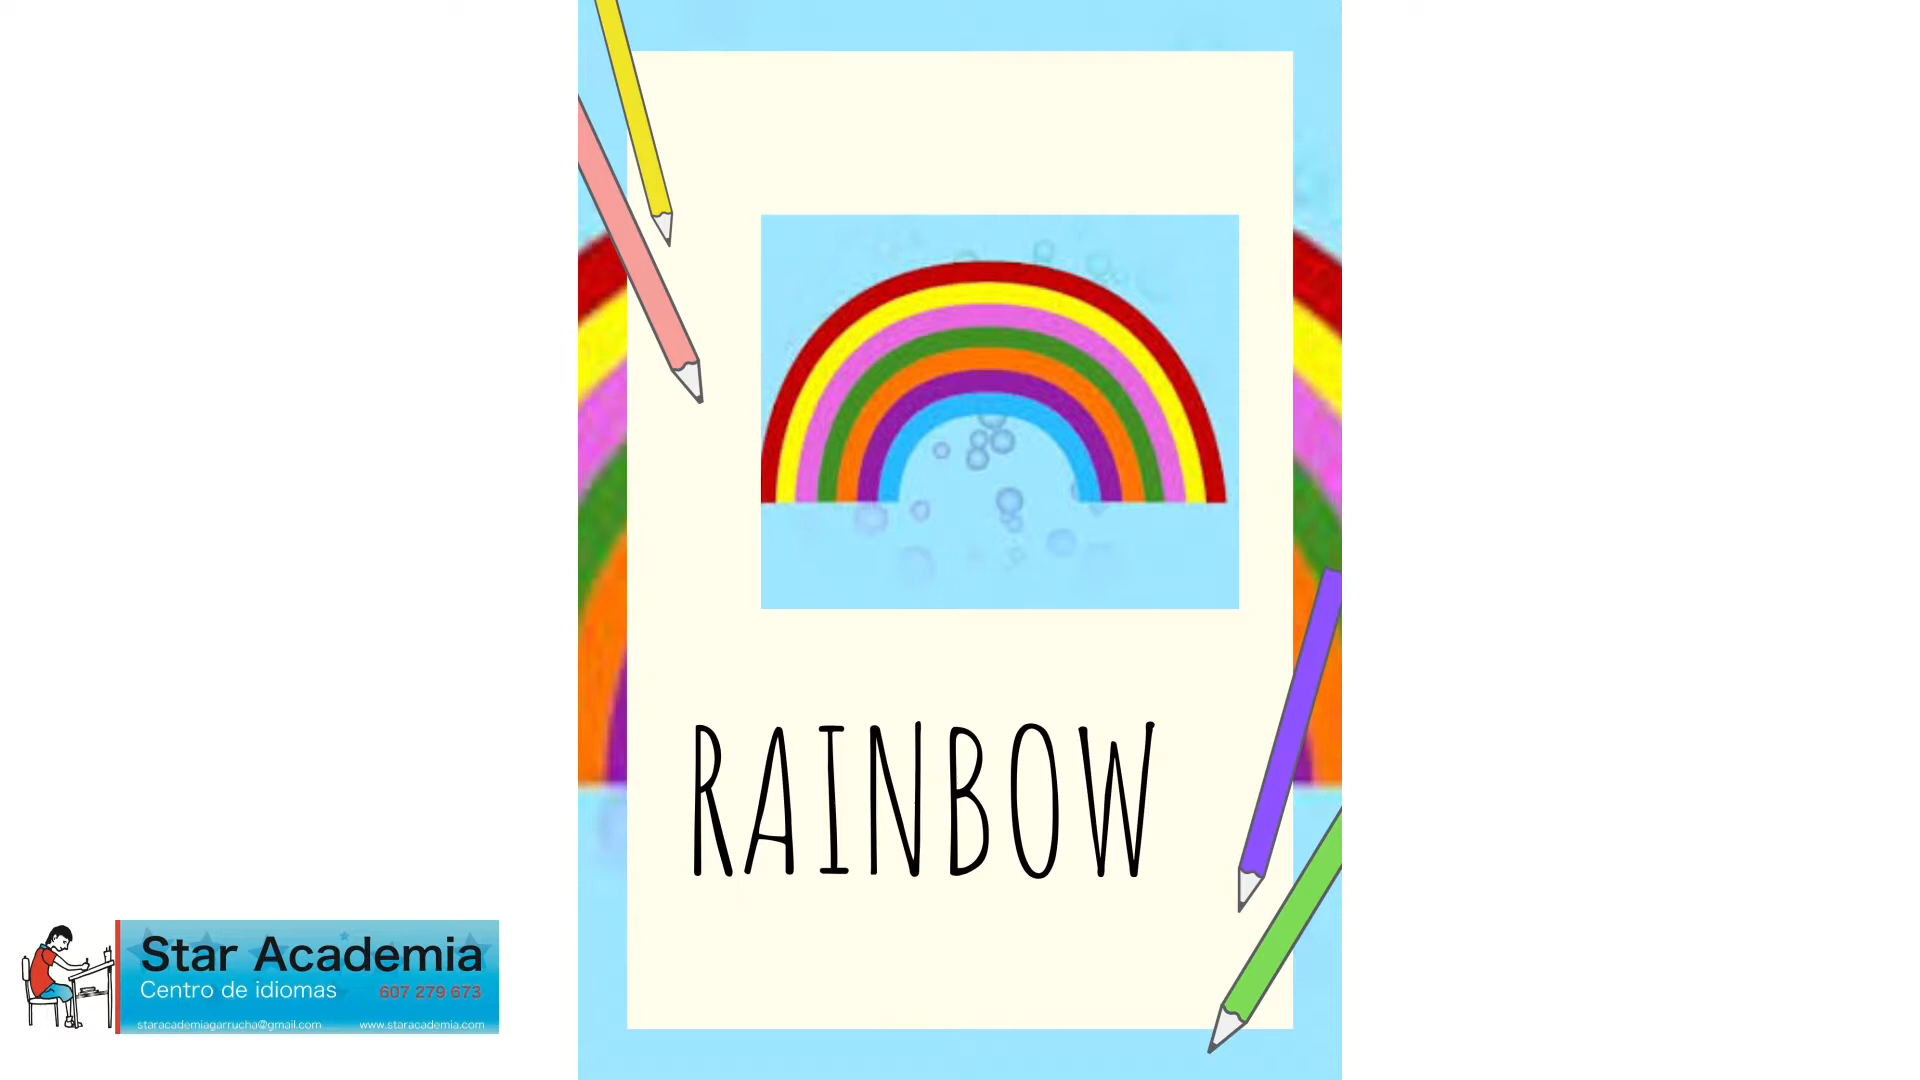 RAINBOW
Star Academia
Centro de idiomas 607 279 673
staracademiagarrucha@gmail.com www.staracademia.com